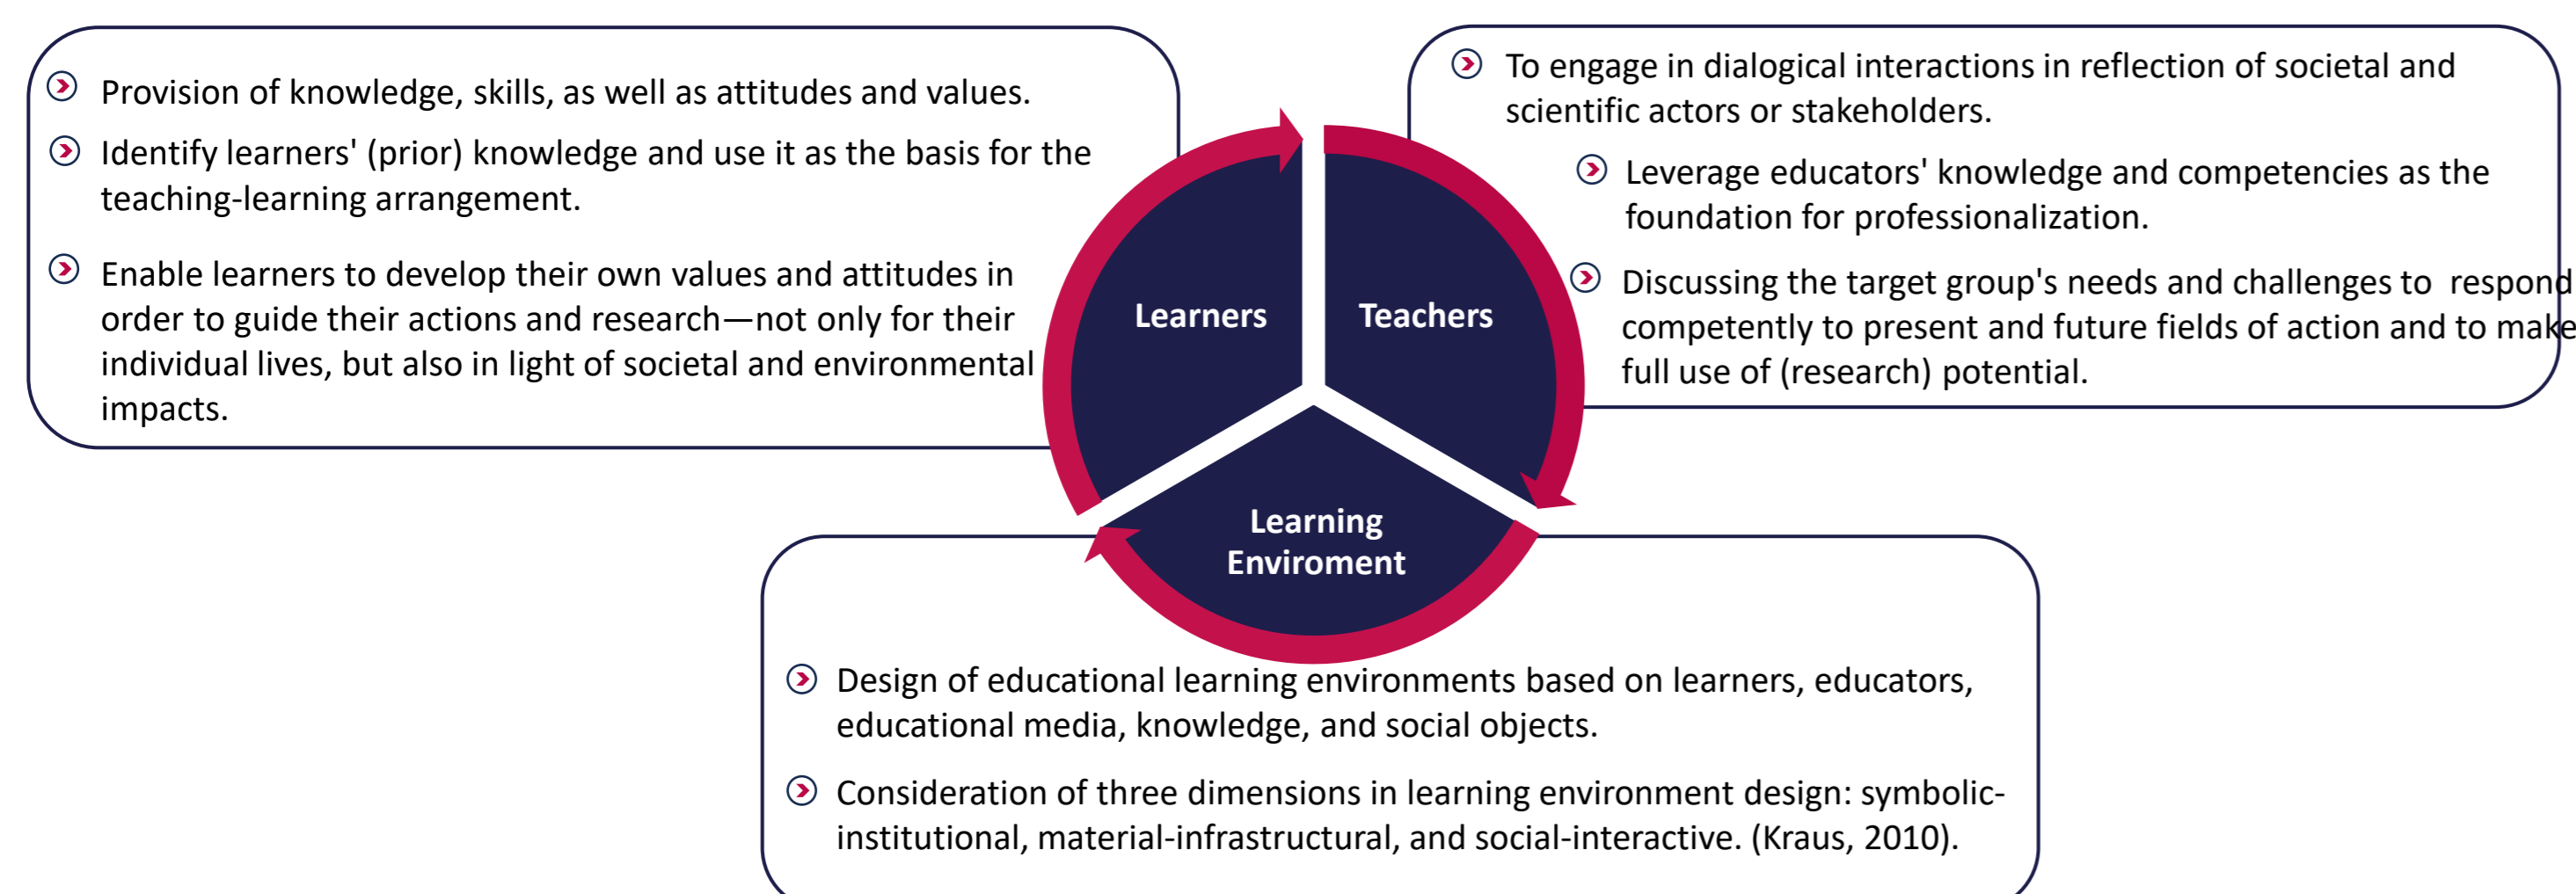 Provision of knowledge, skills, as well as attitudes and values.
Identify learners' (prior) knowledge and use it as the basis for the
teaching-learning arrangement.
Enable learners to develop their own values and attitudes in
order to guide their actions and research—not only for their
individual lives, but also in light of societal and environmental
impacts.
To engage in dialogical interactions in reflection of societal and
scientific actors or stakeholders.
Leverage educators' knowledge and competencies as the
foundation for professionalization.
Discussing the target group's needs and challenges to  respond
competently to present and future fields of action and to make
full use of (research) potential.
Learners
Teachers
Learning
Enviroment
Design of educational learning environments based on learners, educators,
educational media, knowledge, and social objects.
Consideration of three dimensions in learning environment design: symbolic-
institutional, material-infrastructural, and social-interactive. (Kraus, 2010).